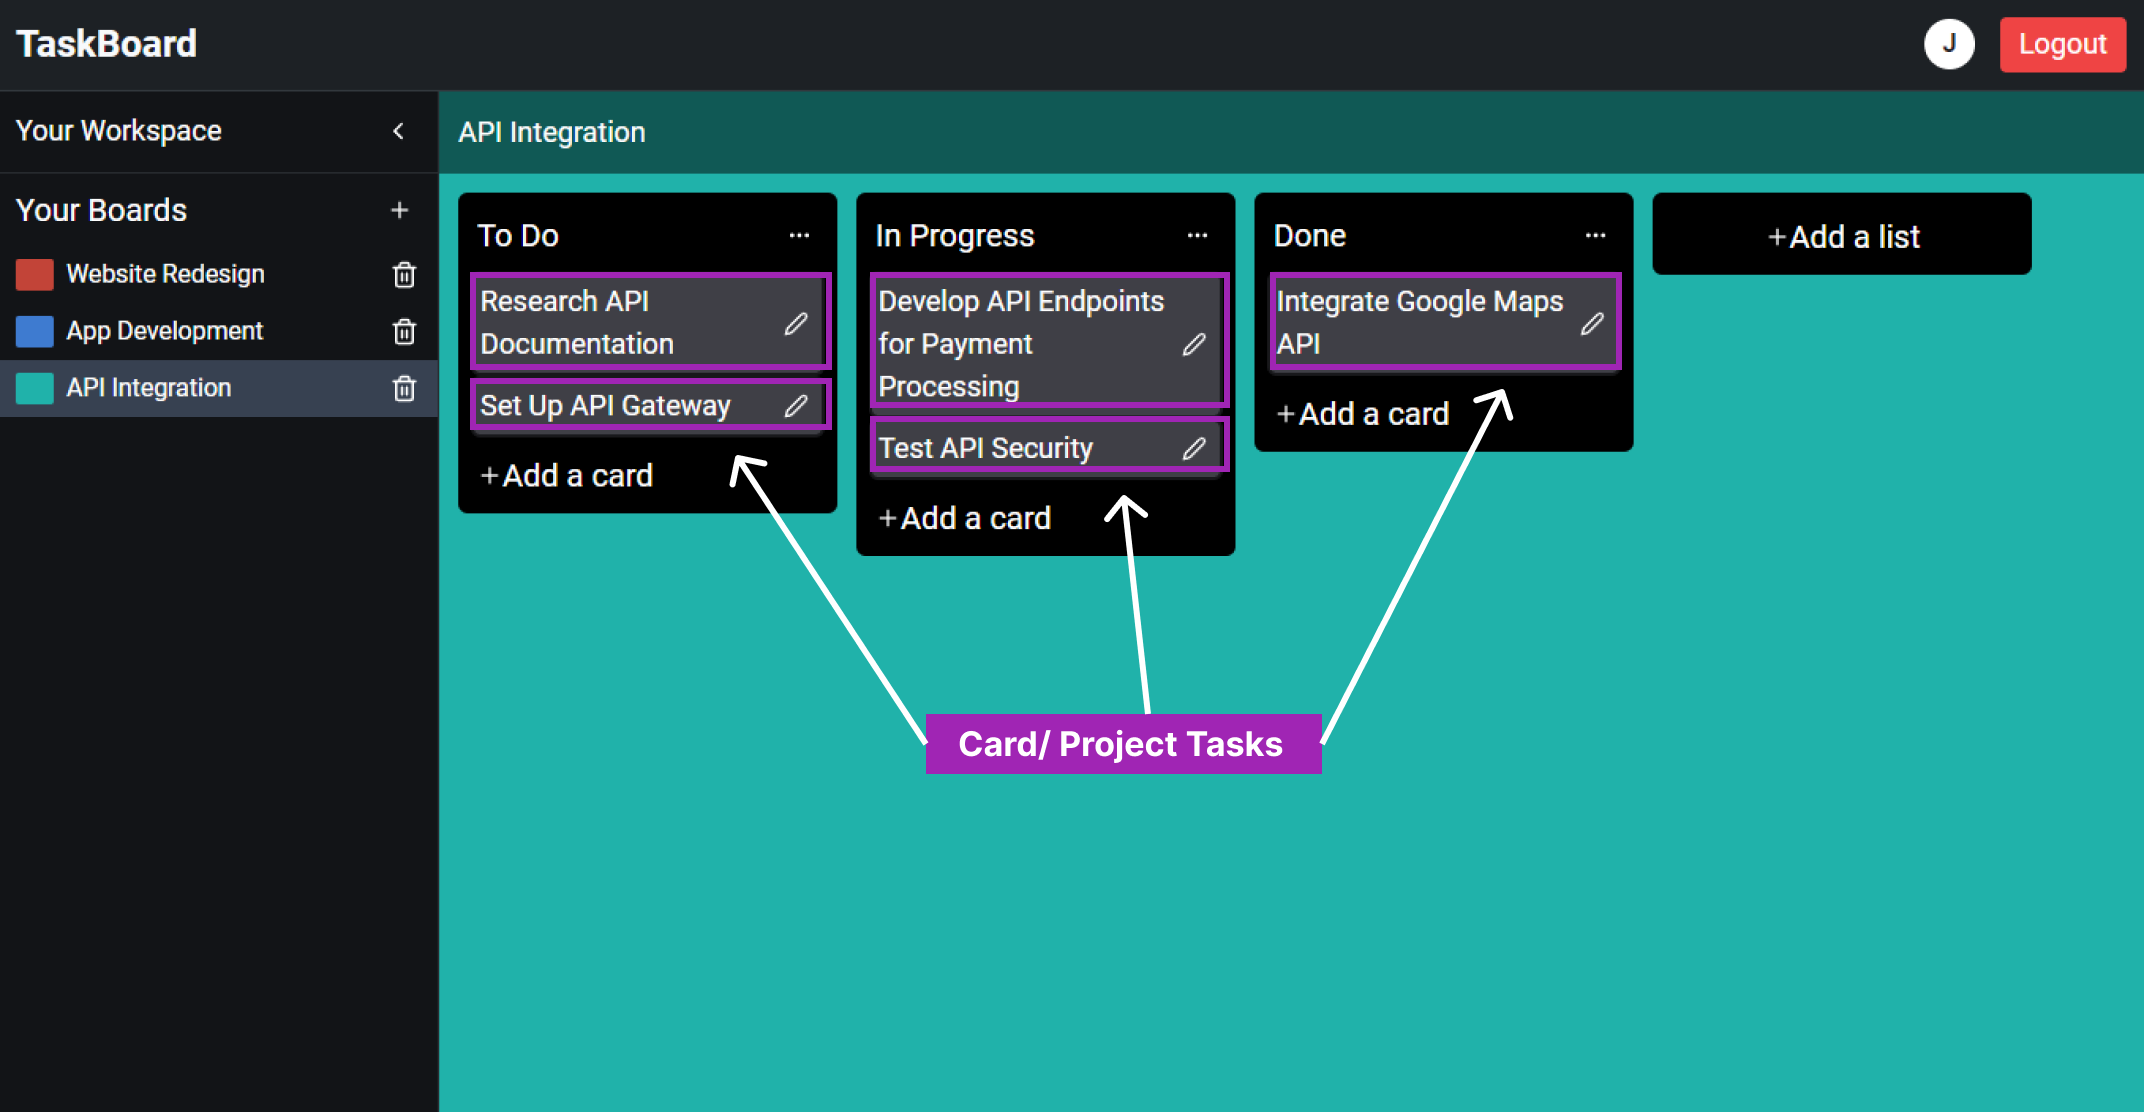 TaskBoard
J
Logout
Your Workspace
API Integration
Your Boards
Website Redesign
App Development
API Integration
To Do
Research API
Documentation
Set Up API Gateway
+Add a card
In Progress
Develop API Endpoints
for Payment
Processing
Test API Security
+Add a card
Done
Integrate Google Maps
API
+Add a card
+Add a list
Card/ Project Tasks